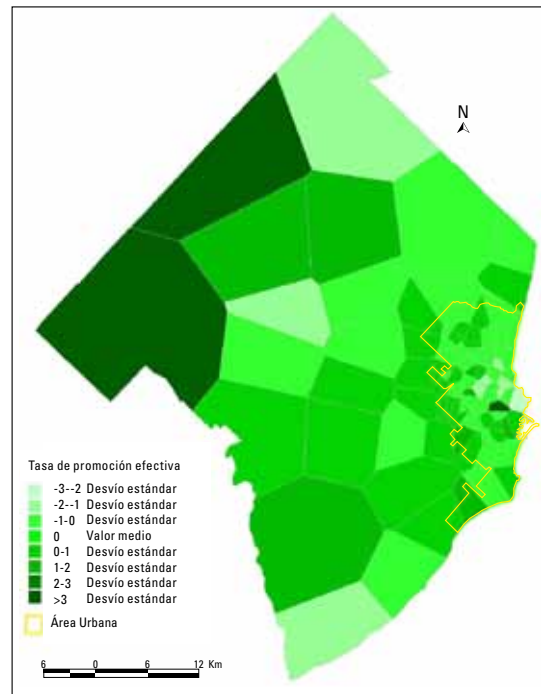 N
Tasa de promoción efectiva
-3--2 Desvío estándar
-2--1 Desvío estándar
-1-0 Desvío estándar
0 Valor medio
0-1 Desvío estándar
1-2 Desvío estándar
2-3 Desvío estándar
>3 Desvío estándar
Área Urbana
6 0 6 12 Km